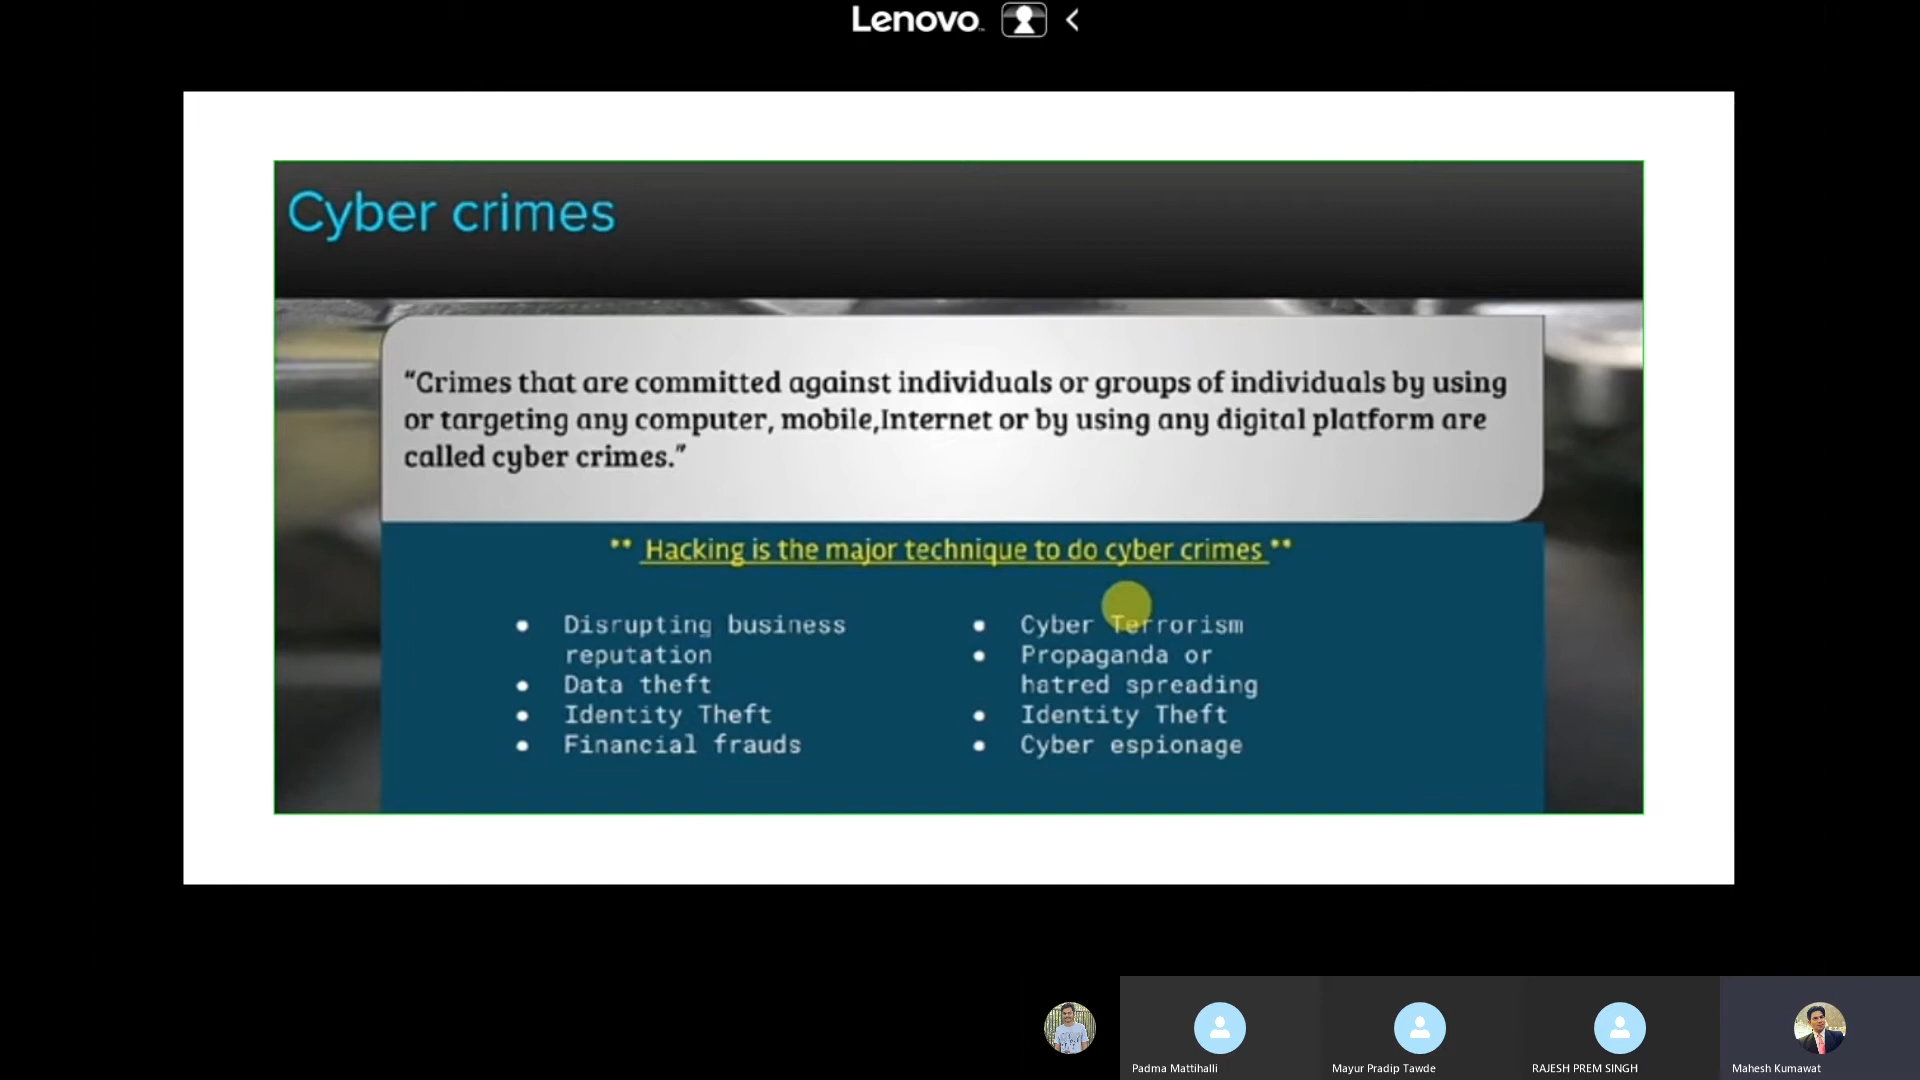 Lenovo
Cyber crimes
“Crimes that are committed against individuals or groups of individuals by using
or targeting any computer, mobile,Internet or by using any digital platform are
called cyber crimes.”
** Hacking is the major technique to do cyber crimes **
● Disrupting business
reputation
● Data theft
● Identity Theft
● Financial frauds
● Cyber Terrorism
● Propaganda or
hatred spreading
● Identity Theft
● Cyber espionage
Padma Mattihalli
Mayur Pradip Tawde
RAJESH PREM SINGH
Mahesh Kumawat